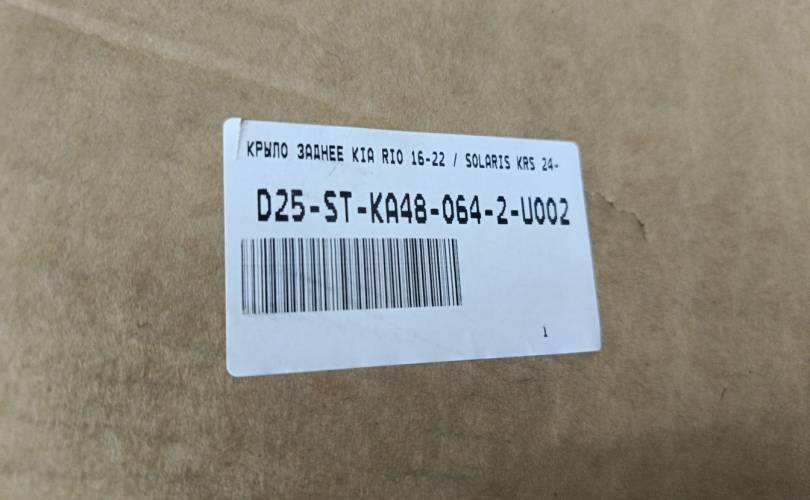 КРЫЛО ЗАДНЕЕ KIA RIO 16-22 / SOLARIS KRS 24-
D25-ST-KA48-064-2-U002
1